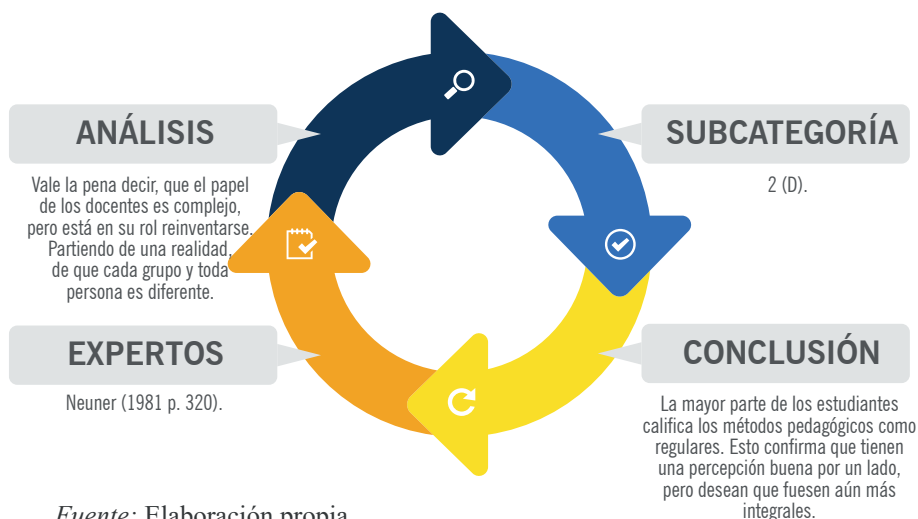 ANÁLISIS
Vale la pena decir, que el papel
de los docentes es complejo,
pero está en su rol reinventarse.
Partiendo de una realidad,
de que cada grupo y toda
persona es diferente.
SUBCATEGORÍA
2 (D).
EXPERTOS
Neuner (1981 p. 320).
CONCLUSIÓN
La mayor parte de los estudiantes
califica los métodos pedagógicos como
regulares. Esto confirma que tienen
una percepción buena por un lado,
pero desean que fuesen aún más
integrales.
Fuente: Elaboración propia